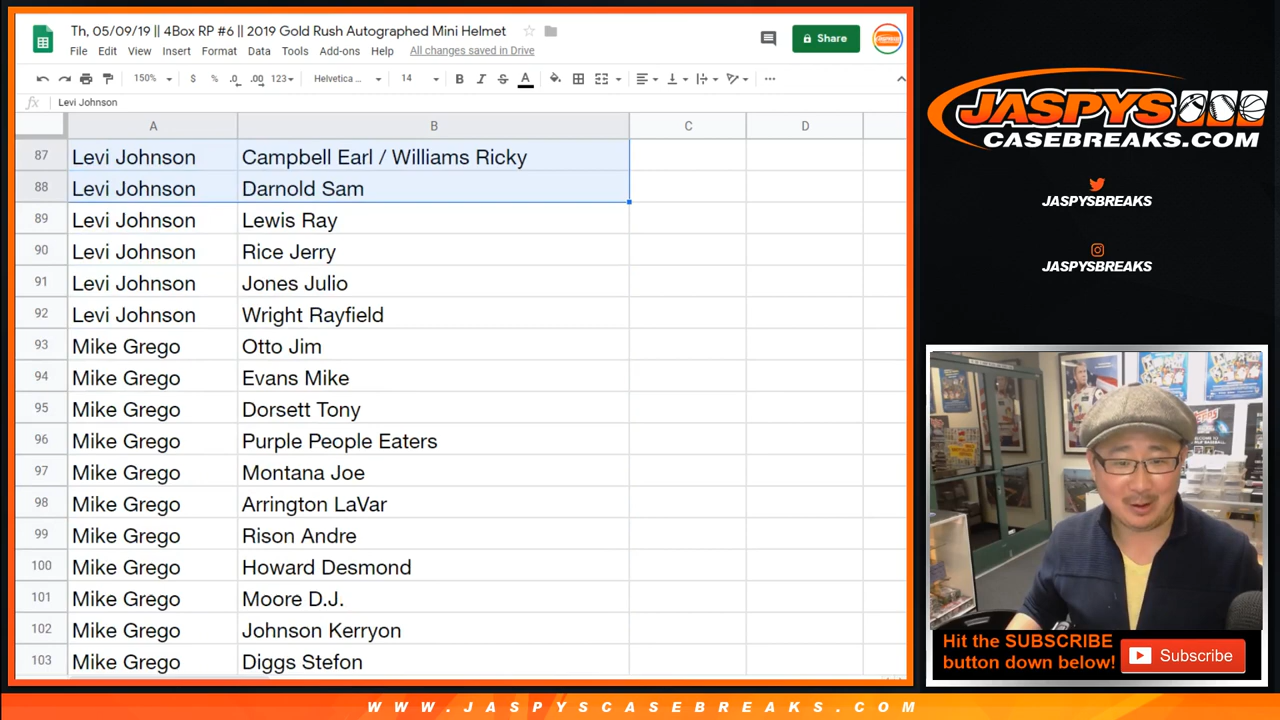 Th, 05/09/19 || 4Box RP #6 || 2019 Gold Rush Autographed Mini Helmet
File Edit View Insert Format Data Tools Add-ons Help All changes saved in Drive
Share
150% $ % .0 .00 123 Helvetica ... 14 B I S A
fx Levi Johnson
A B C D
87 Levi Johnson Campbell Earl / Williams Ricky
88 Levi Johnson Darnold Sam
89 Levi Johnson Lewis Ray
90 Levi Johnson Rice Jerry
91 Levi Johnson Jones Julio
92 Levi Johnson Wright Rayfield
93 Mike Grego Otto Jim
94 Mike Grego Evans Mike
95 Mike Grego Dorsett Tony
96 Mike Grego Purple People Eaters
97 Mike Grego Montana Joe
98 Mike Grego Arrington LaVar
99 Mike Grego Rison Andre
100 Mike Grego Howard Desmond
101 Mike Grego Moore D.J.
102 Mike Grego Johnson Kerryon
103 Mike Grego Diggs Stefon
JASPYS
CASEBREAKS.COM
JASPYSBREAKS
JASPYSBREAKS
Hit the SUBSCRIBE
button down below!
Subscribe
WWW.JASPYSCASEBREAKS.COM